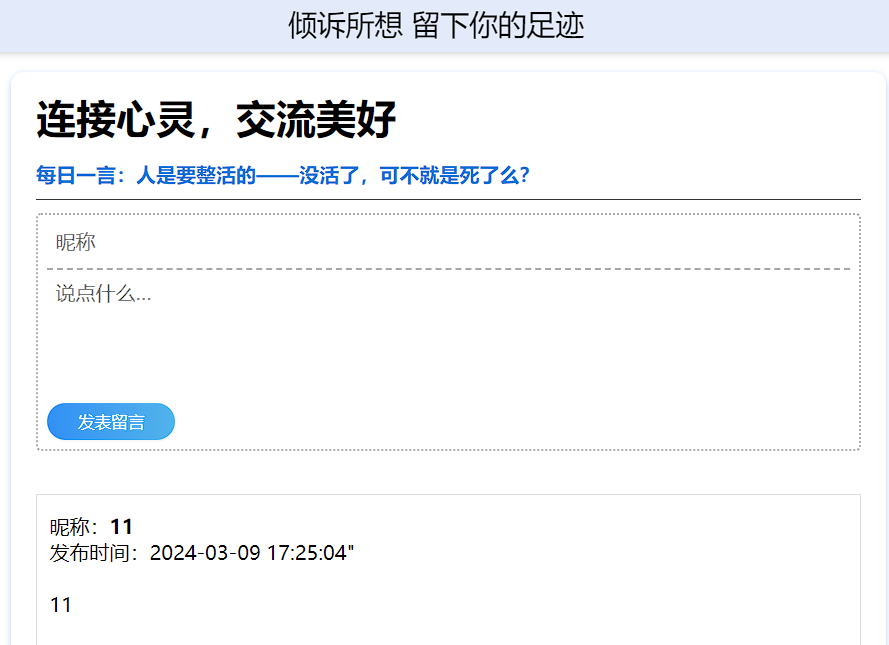 倾诉所想 留下你的足迹
连接心灵，交流美好
每日一言：人是要整活的——没活了，可不就是死了么？
昵称
说点什么...
发表留言
昵称：11
发布时间：2024-03-09 17:25:04"
11